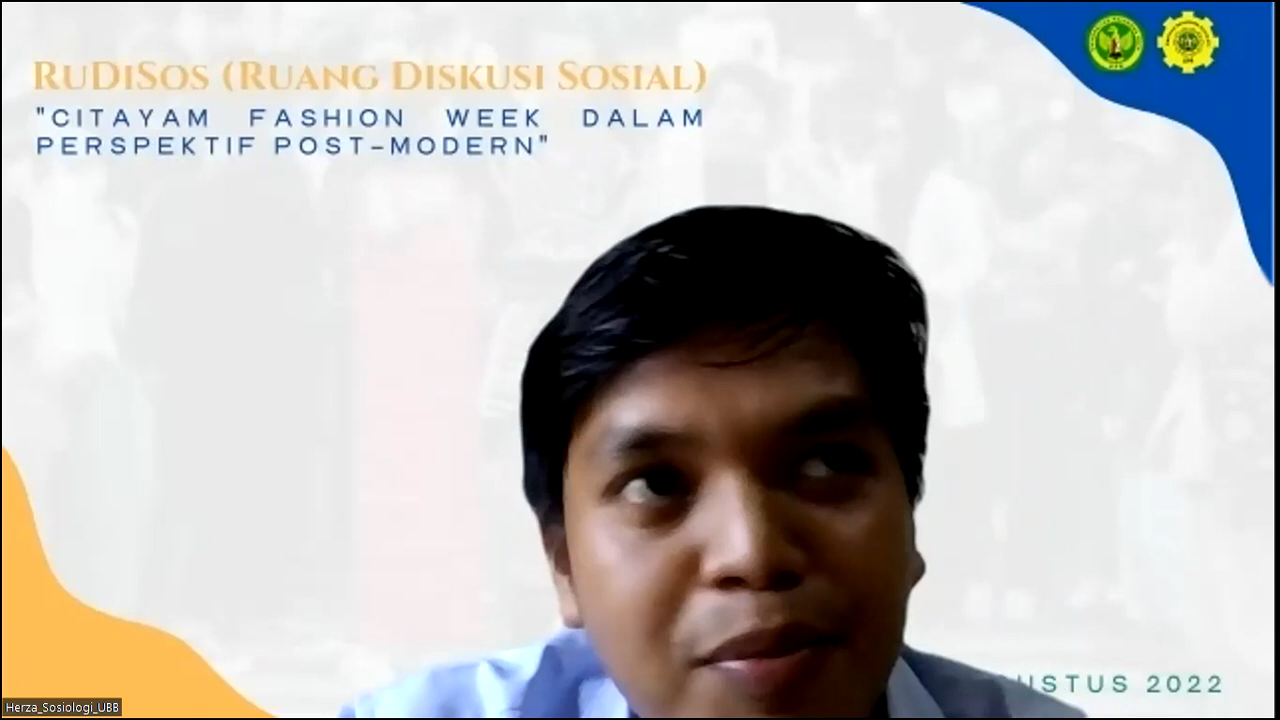 RuDiSos (Ruang Diskusi Sosial)
"CITAYAM FASHION WEEK DALAM
PERSPEKTIF POST-MODERN"
USTUS 2022
Herza_Sosiologi_UBB